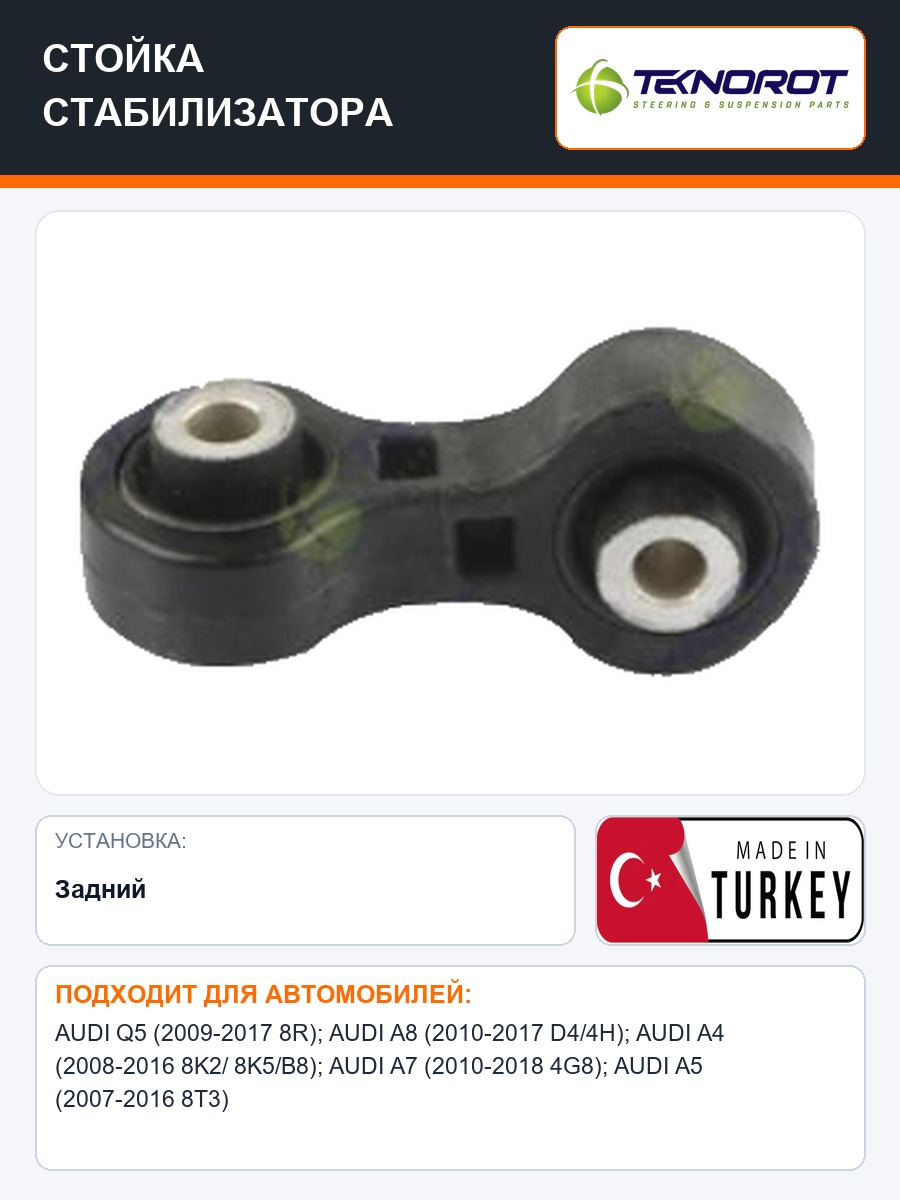 СТОЙКА
СТАБИЛИЗАТОРА
TEKNOROT
STEERING & SUSPENSION PARTS
УСТАНОВКА:
Задний
MADE IN
TURKEY
ПОДХОДИТ ДЛЯ АВТОМОБИЛЕЙ:
AUDI Q5 (2009-2017 8R); AUDI A8 (2010-2017 D4/4H); AUDI A4
(2008-2016 8K2/ 8K5/B8); AUDI A7 (2010-2018 4G8); AUDI A5
(2007-2016 8T3)